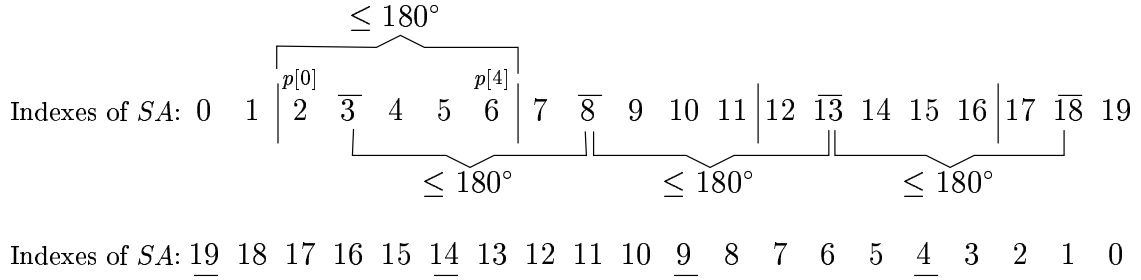 ≤ 180°
p[0] p[4]
Indexes of SA: 0 1 2 3 4 5 6 7 8 9 10 11 12 13 14 15 16 17 18 19
≤ 180° ≤ 180° ≤ 180°
Indexes of SA: 19 18 17 16 15 14 13 12 11 10 9 8 7 6 5 4 3 2 1 0